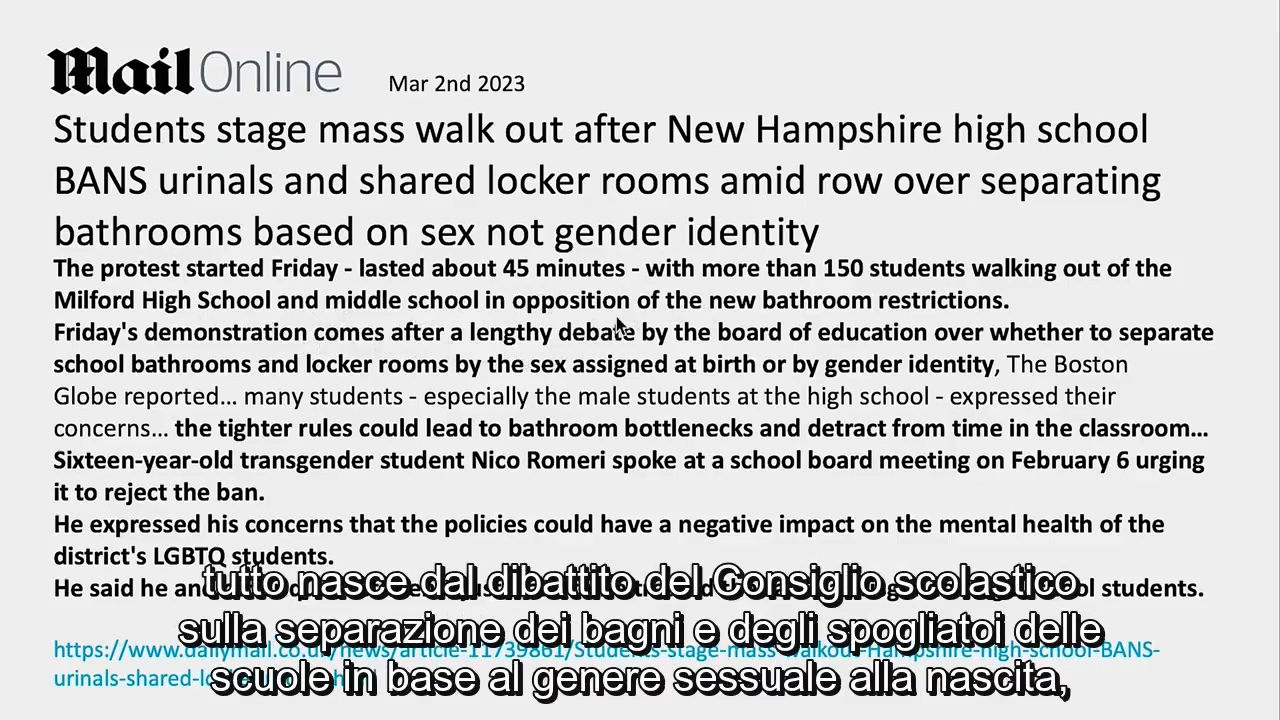 Mail Online
Mar 2nd 2023
Students stage mass walk out after New Hampshire high school
BANS urinals and shared locker rooms amid row over separating
bathrooms based on sex not gender identity
The protest started Friday - lasted about 45 minutes - with more than 150 students walking out of the
Milford High School and middle school in opposition of the new bathroom restrictions.
Friday's demonstration comes after a lengthy debate by the board of education over whether to separate
school bathrooms and locker rooms by the sex assigned at birth or by gender identity, The Boston
Globe reported... many students - especially the male students at the high school - expressed their
concerns... the tighter rules could lead to bathroom bottlenecks and detract from time in the classroom...
Sixteen-year-old transgender student Nico Romeri spoke at a school board meeting on February 6 urging
it to reject the ban.
He expressed his concerns that the policies could have a negative impact on the mental health of the
district's LGBTQ students.
He said he and students.
tutto nasce dal dibattito del Consiglio scolastico
sulla separazione dei bagni e degli spogliatoi delle
scuole in base al genere sessuale alla nascita,
https://www.dailymail.co.uk/news/article-11739861/Students-stage-mass-walkout-Hampshire-high-school-BANS-
urinals-shared-